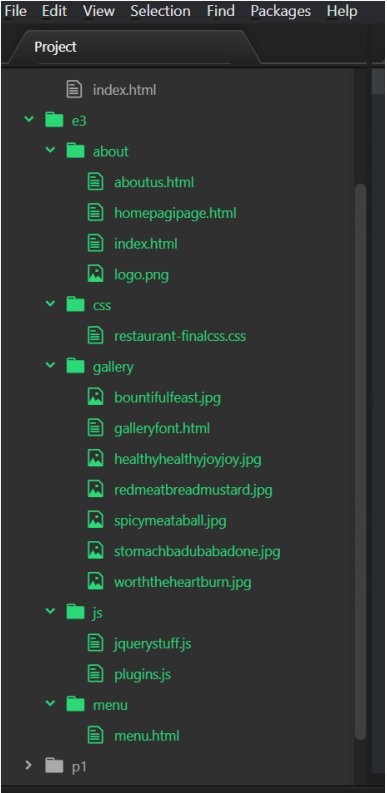 File Edit View Selection Find Packages Help
Project
index.html
e3
about
aboutus.html
homepagipage.html
index.html
logo.png
css
restaurant-finalcss.css
gallery
bountifulfeast.jpg
galleryfont.html
healthyhealthyjoyjoy.jpg
redmeatbreadmustard.jpg
spicymeataball.jpg
stomachbadubabadone.jpg
worththeheartburn.jpg
js
jquerystuff.js
plugins.js
menu
menu.html
p1